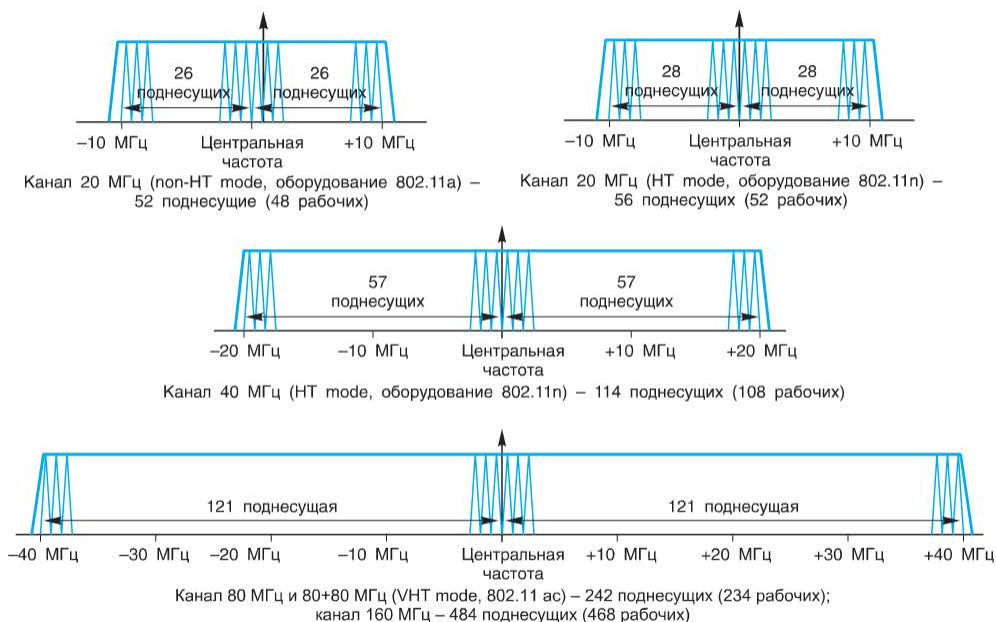 26
поднесущих
26
поднесущих
–10 МГц
Центральная
частота
+10 МГц
Канал 20 МГц (non-HT mode, оборудование 802.11a) –
52 поднесущие (48 рабочих)
28
поднесущих
28
поднесущих
–10 МГц
Центральная
частота
+10 МГц
Канал 20 МГц (HT mode, оборудование 802.11n) –
56 поднесущих (52 рабочих)
57
поднесущих
57
поднесущих
–20 МГц
–10 МГц
Центральная
частота
+10 МГц
+20 МГц
Канал 40 МГц (HT mode, оборудование 802.11n) – 114 поднесущих (108 рабочих)
121 поднесущая
121 поднесущая
–40 МГц
–30 МГц
–20 МГц
–10 МГц
Центральная
частота
+10 МГц
+20 МГц
+30 МГц
+40 МГц
Канал 80 МГц и 80+80 МГц (VHT mode, 802.11 ac) – 242 поднесущих (234 рабочих);
канал 160 МГц – 484 поднесущих (468 рабочих)